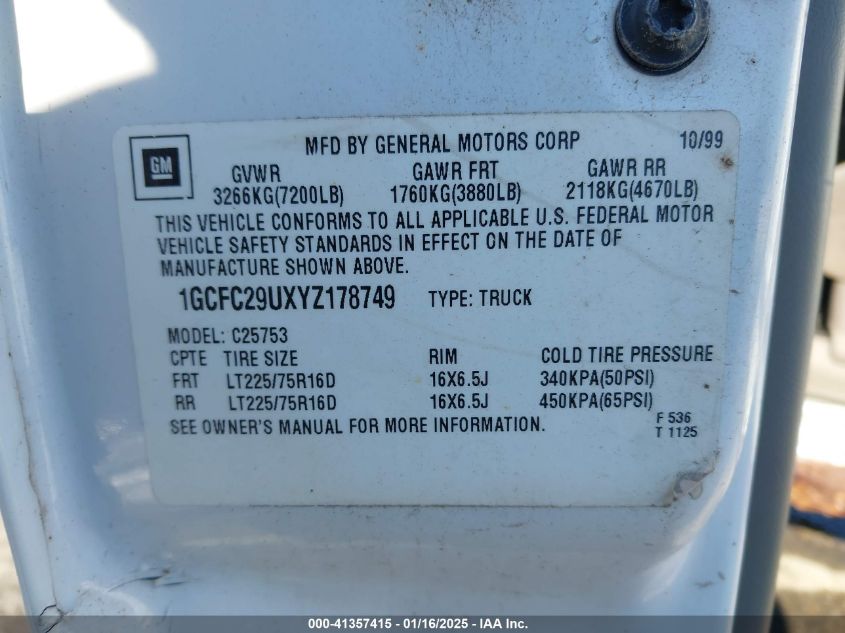 MFD BY GENERAL MOTORS CORP 10/99
GM
GVWR GAWR FRT GAWR RR
3266KG(7200LB) 1760KG(3880LB) 2118KG(4670LB)
THIS VEHICLE CONFORMS TO ALL APPLICABLE U.S. FEDERAL MOTOR
VEHICLE SAFETY STANDARDS IN EFFECT ON THE DATE OF
MANUFACTURE SHOWN ABOVE.
1GCFC29UXYZ178749 TYPE: TRUCK
MODEL: C25753
CPTE TIRE SIZE RIM COLD TIRE PRESSURE
FRT LT225/75R16D 16X6.5J 340KPA(50PSI)
RR LT225/75R16D 16X6.5J 450KPA(65PSI)
SEE OWNER'S MANUAL FOR MORE INFORMATION.
F 536
T 1125
000-41357415 - 01/16/2025 - IAA Inc.